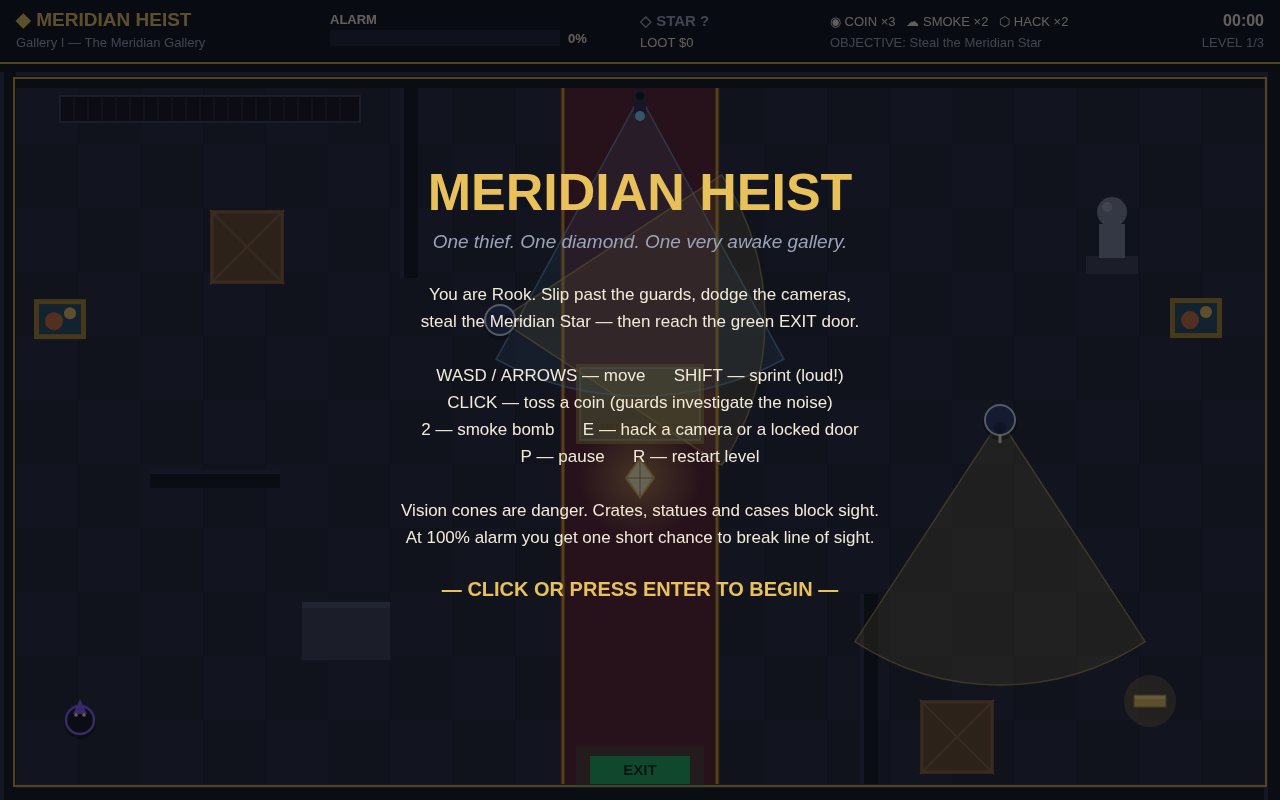 ◆ MERIDIAN HEIST
Gallery I — The Meridian Gallery
ALARM
0%
◇ STAR ?
LOOT $0
◉ COIN ×3 ☁ SMOKE ×2 ⬡ HACK ×2
OBJECTIVE: Steal the Meridian Star
00:00
LEVEL 1/3
MERIDIAN HEIST
One thief. One diamond. One very awake gallery.
You are Rook. Slip past the guards, dodge the cameras,
steal the Meridian Star — then reach the green EXIT door.
WASD / ARROWS — move SHIFT — sprint (loud!)
CLICK — toss a coin (guards investigate the noise)
2 — smoke bomb E — hack a camera or a locked door
P — pause R — restart level
Vision cones are danger. Crates, statues and cases block sight.
At 100% alarm you get one short chance to break line of sight.
— CLICK OR PRESS ENTER TO BEGIN —
EXIT